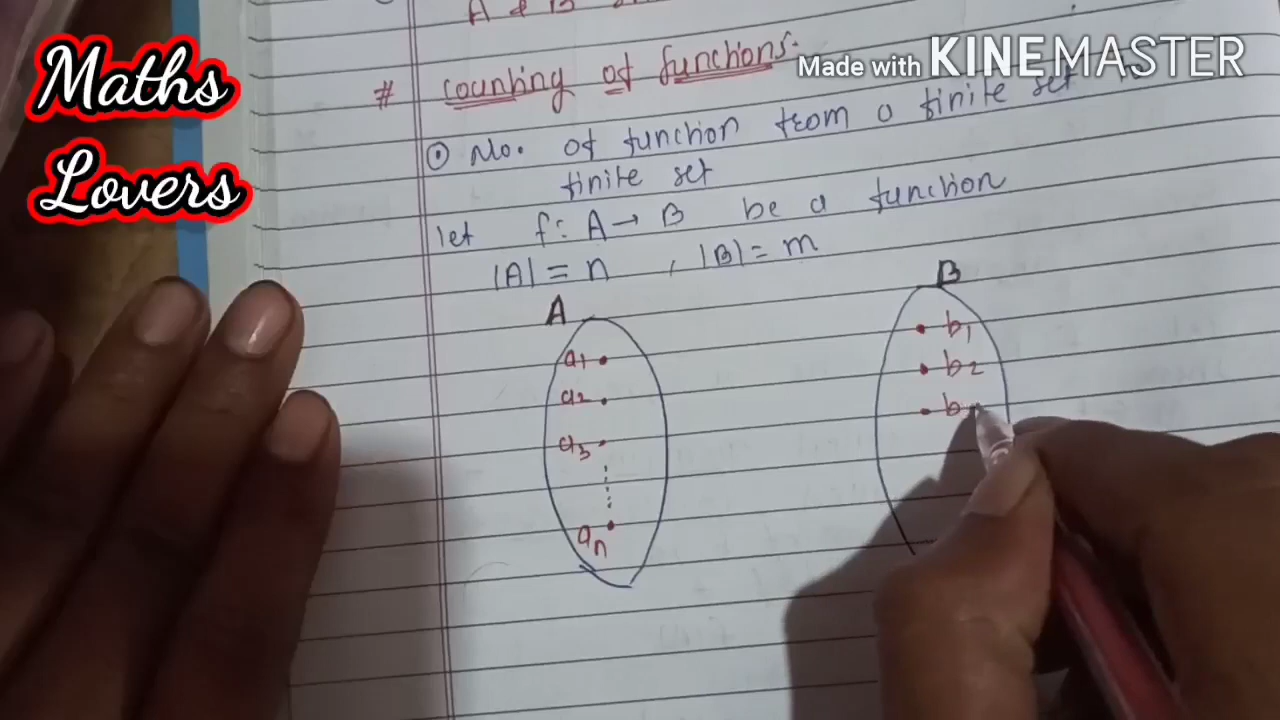 Maths
Lovers
Made with KINEMASTER
A & B
# counting of functions.
⊙ No. of function from a finite set
finite set
let f: A → B be a function
|A| = n , |B| = m
A
B
a1
a2
a3
an
b1
b2
b